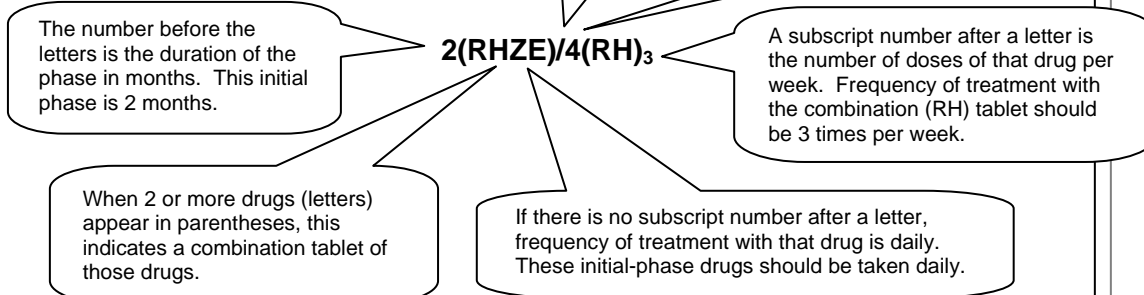 The number before the
letters is the duration of the
phase in months.  This initial
phase is 2 months.
2(RHZE)/4(RH)₃
A subscript number after a letter is
the number of doses of that drug per
week.  Frequency of treatment with
the combination (RH) tablet should
be 3 times per week.
When 2 or more drugs (letters)
appear in parentheses, this
indicates a combination tablet of
those drugs.
If there is no subscript number after a letter,
frequency of treatment with that drug is daily.
These initial-phase drugs should be taken daily.